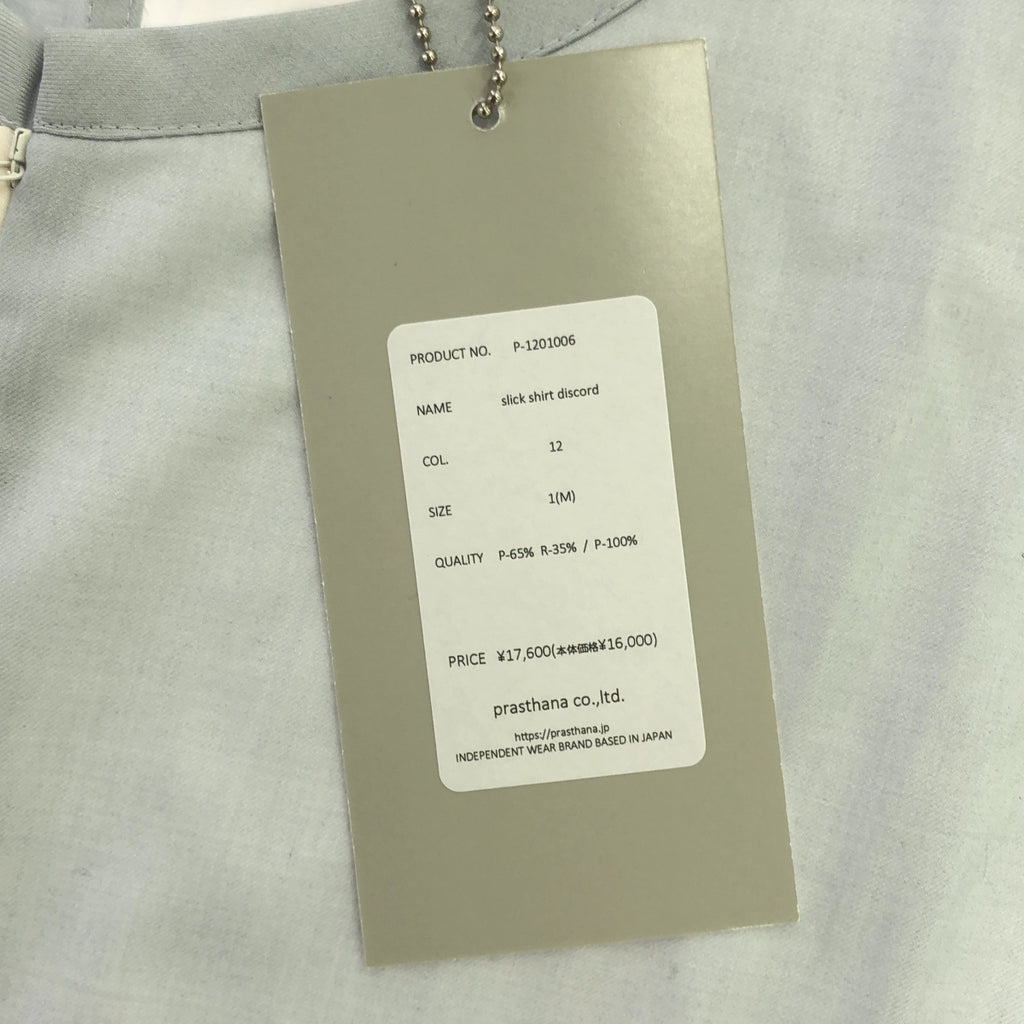 PRODUCT NO. P-1201006
NAME slick shirt discord
COL. 12
SIZE 1(M)
QUALITY P-65% R-35% / P-100%
PRICE ¥17,600(本体価格¥16,000)
prasthana co.,ltd.
https://prasthana.jp
INDEPENDENT WEAR BRAND BASED IN JAPAN